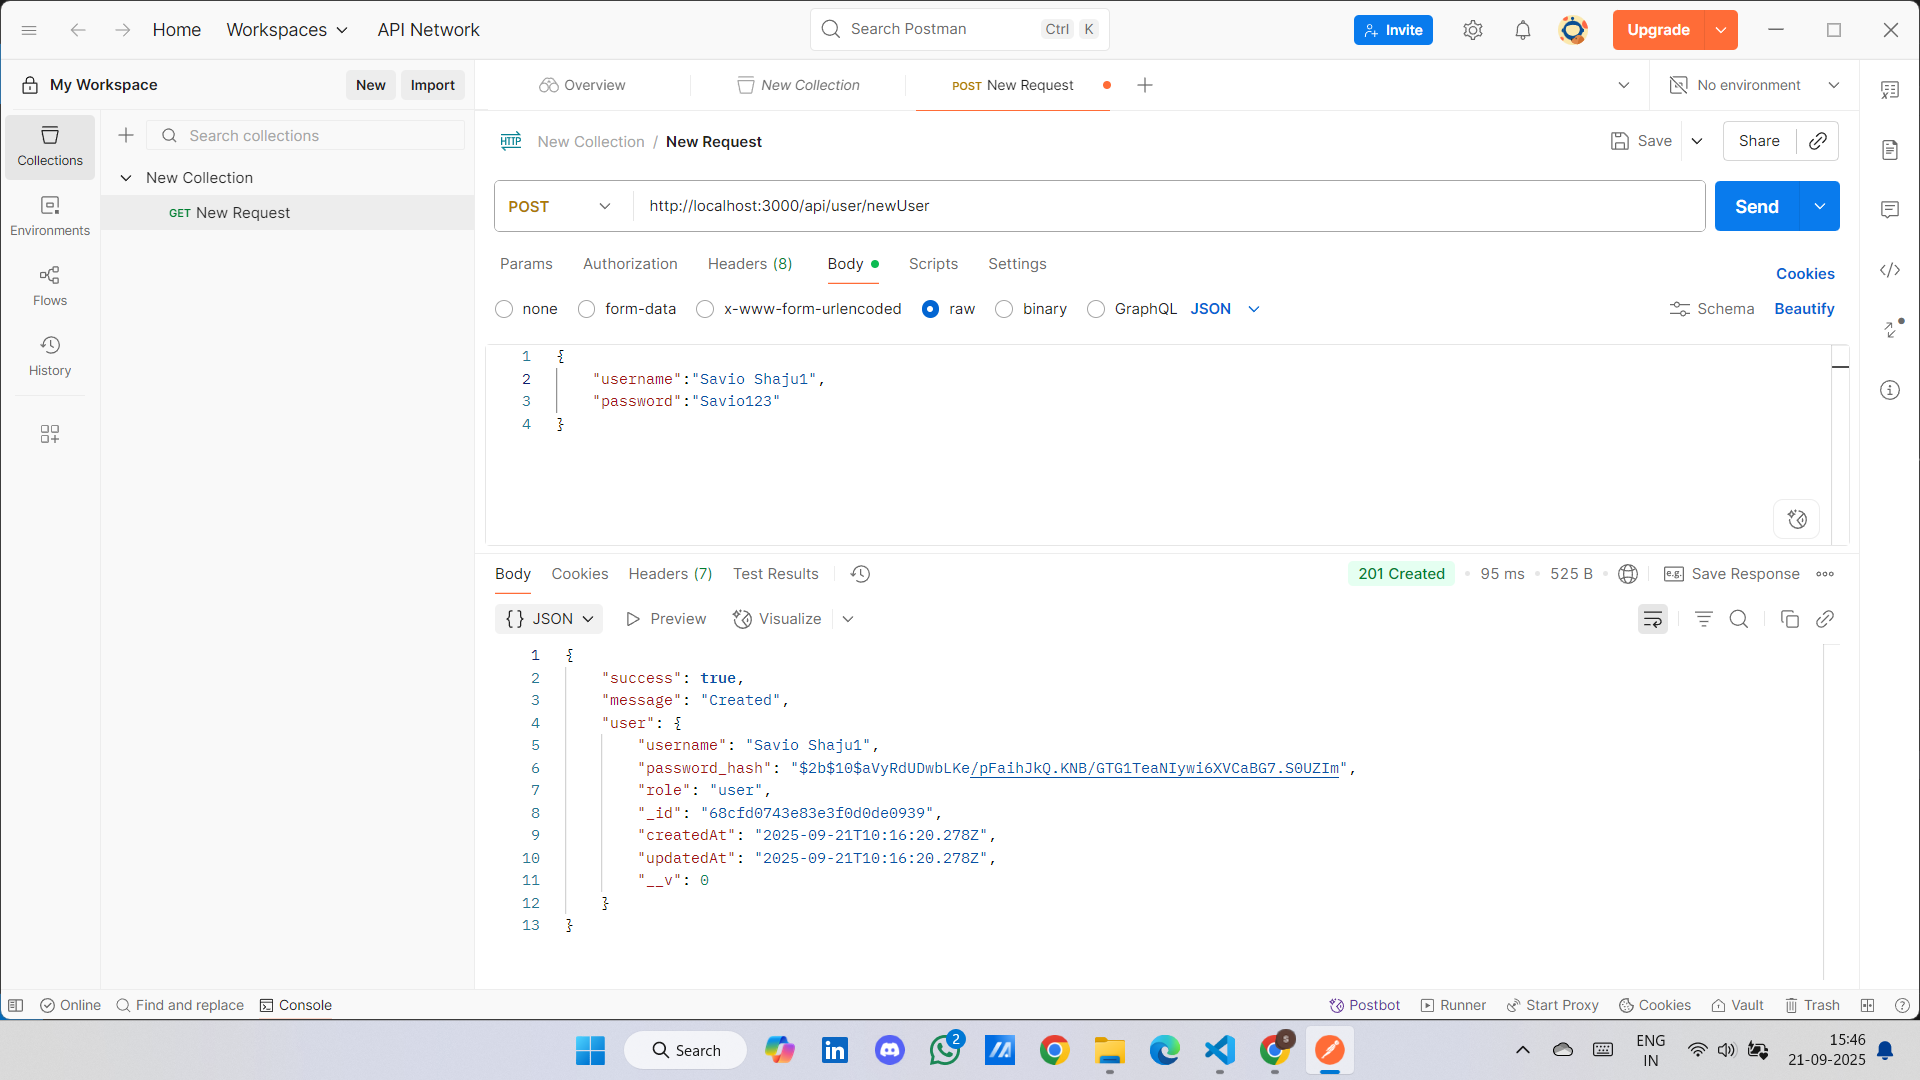 Home Workspaces API Network Search Postman Ctrl K Invite Upgrade
My Workspace New Import
Overview New Collection POST New Request No environment
Collections
Environments
Flows
History
Search collections
New Collection
GET New Request
HTTP New Collection / New Request Save Share
POST http://localhost:3000/api/user/newUser Send
Params Authorization Headers (8) Body Scripts Settings Cookies
none form-data x-www-form-urlencoded raw binary GraphQL JSON Schema Beautify
1 {
2 "username":"Savio Shaju1",
3 "password":"Savio123"
4 }
Body Cookies Headers (7) Test Results 201 Created 95 ms 525 B e.g. Save Response
{} JSON Preview Visualize
1 {
2 "success": true,
3 "message": "Created",
4 "user": {
5 "username": "Savio Shaju1",
6 "password_hash": "$2b$10$aVyRdUDwbLKe/pFaihJkQ.KNB/GTG1TeaNIywi6XVCaBG7.S0UZIm",
7 "role": "user",
8 "_id": "68cfd0743e83e3f0d0de0939",
9 "createdAt": "2025-09-21T10:16:20.278Z",
10 "updatedAt": "2025-09-21T10:16:20.278Z",
11 "__v": 0
12 }
13 }
Online Find and replace Console Postbot Runner Start Proxy Cookies Vault Trash
Search 2 S ENG IN 15:46
21-09-2025